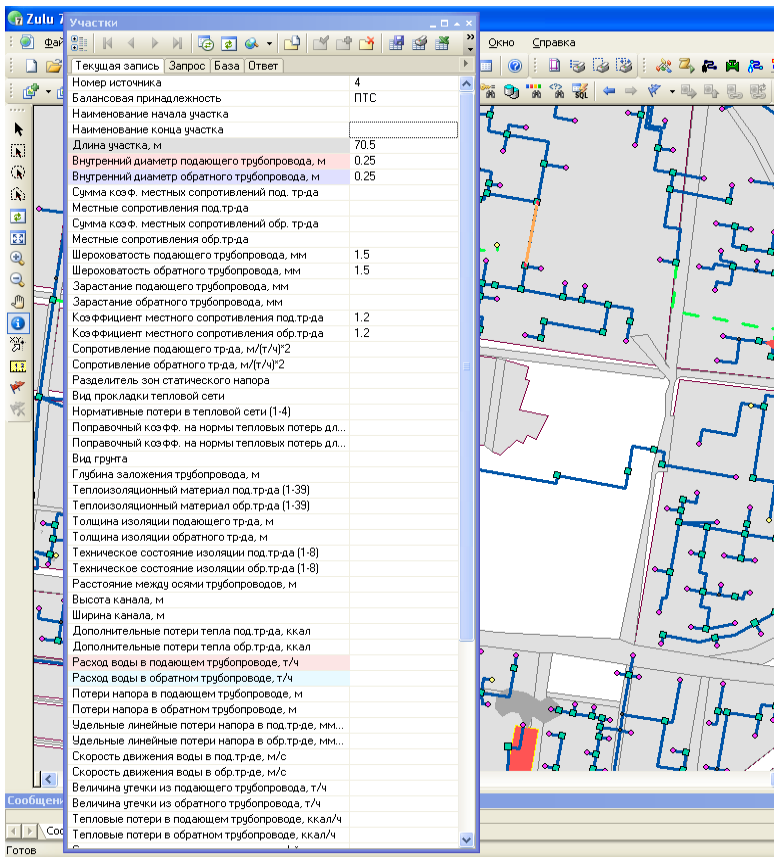 Zulu 7
Участки
Окно Справка
Текущая запись Запрос База Ответ
Номер источника 4
Балансовая принадлежность ПТС
Наименование начала участка
Наименование конца участка
Длина участка, м 70.5
Внутренний диаметр подающего трубопровода, м 0.25
Внутренний диаметр обратного трубопровода, м 0.25
Сумма коэф. местных сопротивлений под. тр-да
Местные сопротивления под.тр-да
Сумма коэф. местных сопротивлений обр. тр-да
Местные сопротивления обр.тр-да
Шероховатость подающего трубопровода, мм 1.5
Шероховатость обратного трубопровода, мм 1.5
Зарастание подающего трубопровода, мм
Зарастание обратного трубопровода, мм
Коэффициент местного сопротивления под.тр-да 1.2
Коэффициент местного сопротивления обр.тр-да 1.2
Сопротивление подающего тр-да, м/(т/ч)*2
Сопротивление обратного тр-да, м/(т/ч)*2
Разделитель зон статического напора
Вид прокладки тепловой сети
Нормативные потери в тепловой сети (1-4)
Поправочный коэфф. на нормы тепловых потерь дл...
Поправочный коэфф. на нормы тепловых потерь дл...
Вид грунта
Глубина заложения трубопровода, м
Теплоизоляционный материал под.тр-да (1-39)
Теплоизоляционный материал обр.тр-да (1-39)
Толщина изоляции подающего тр-да, м
Толщина изоляции обратного тр-да, м
Техническое состояние изоляции под.тр-да (1-8)
Техническое состояние изоляции обр.тр-да (1-8)
Расстояние между осями трубопроводов, м
Высота канала, м
Ширина канала, м
Дополнительные потери тепла под.тр-да, ккал
Дополнительные потери тепла обр.тр-да, ккал
Расход воды в подающем трубопроводе, т/ч
Расход воды в обратном трубопроводе, т/ч
Потери напора в подающем трубопроводе, м
Потери напора в обратном трубопроводе, м
Удельные линейные потери напора в под.тр-де, мм...
Удельные линейные потери напора в обр.тр-де, мм...
Скорость движения воды в под.тр-де, м/с
Скорость движения воды в обр.тр-де, м/с
Величина утечки из подающего трубопровода, т/ч
Величина утечки из обратного трубопровода, т/ч
Тепловые потери в подающем трубопроводе, ккал/ч
Тепловые потери в обратном трубопроводе, ккал/ч
Сообщен
Соо
Готов